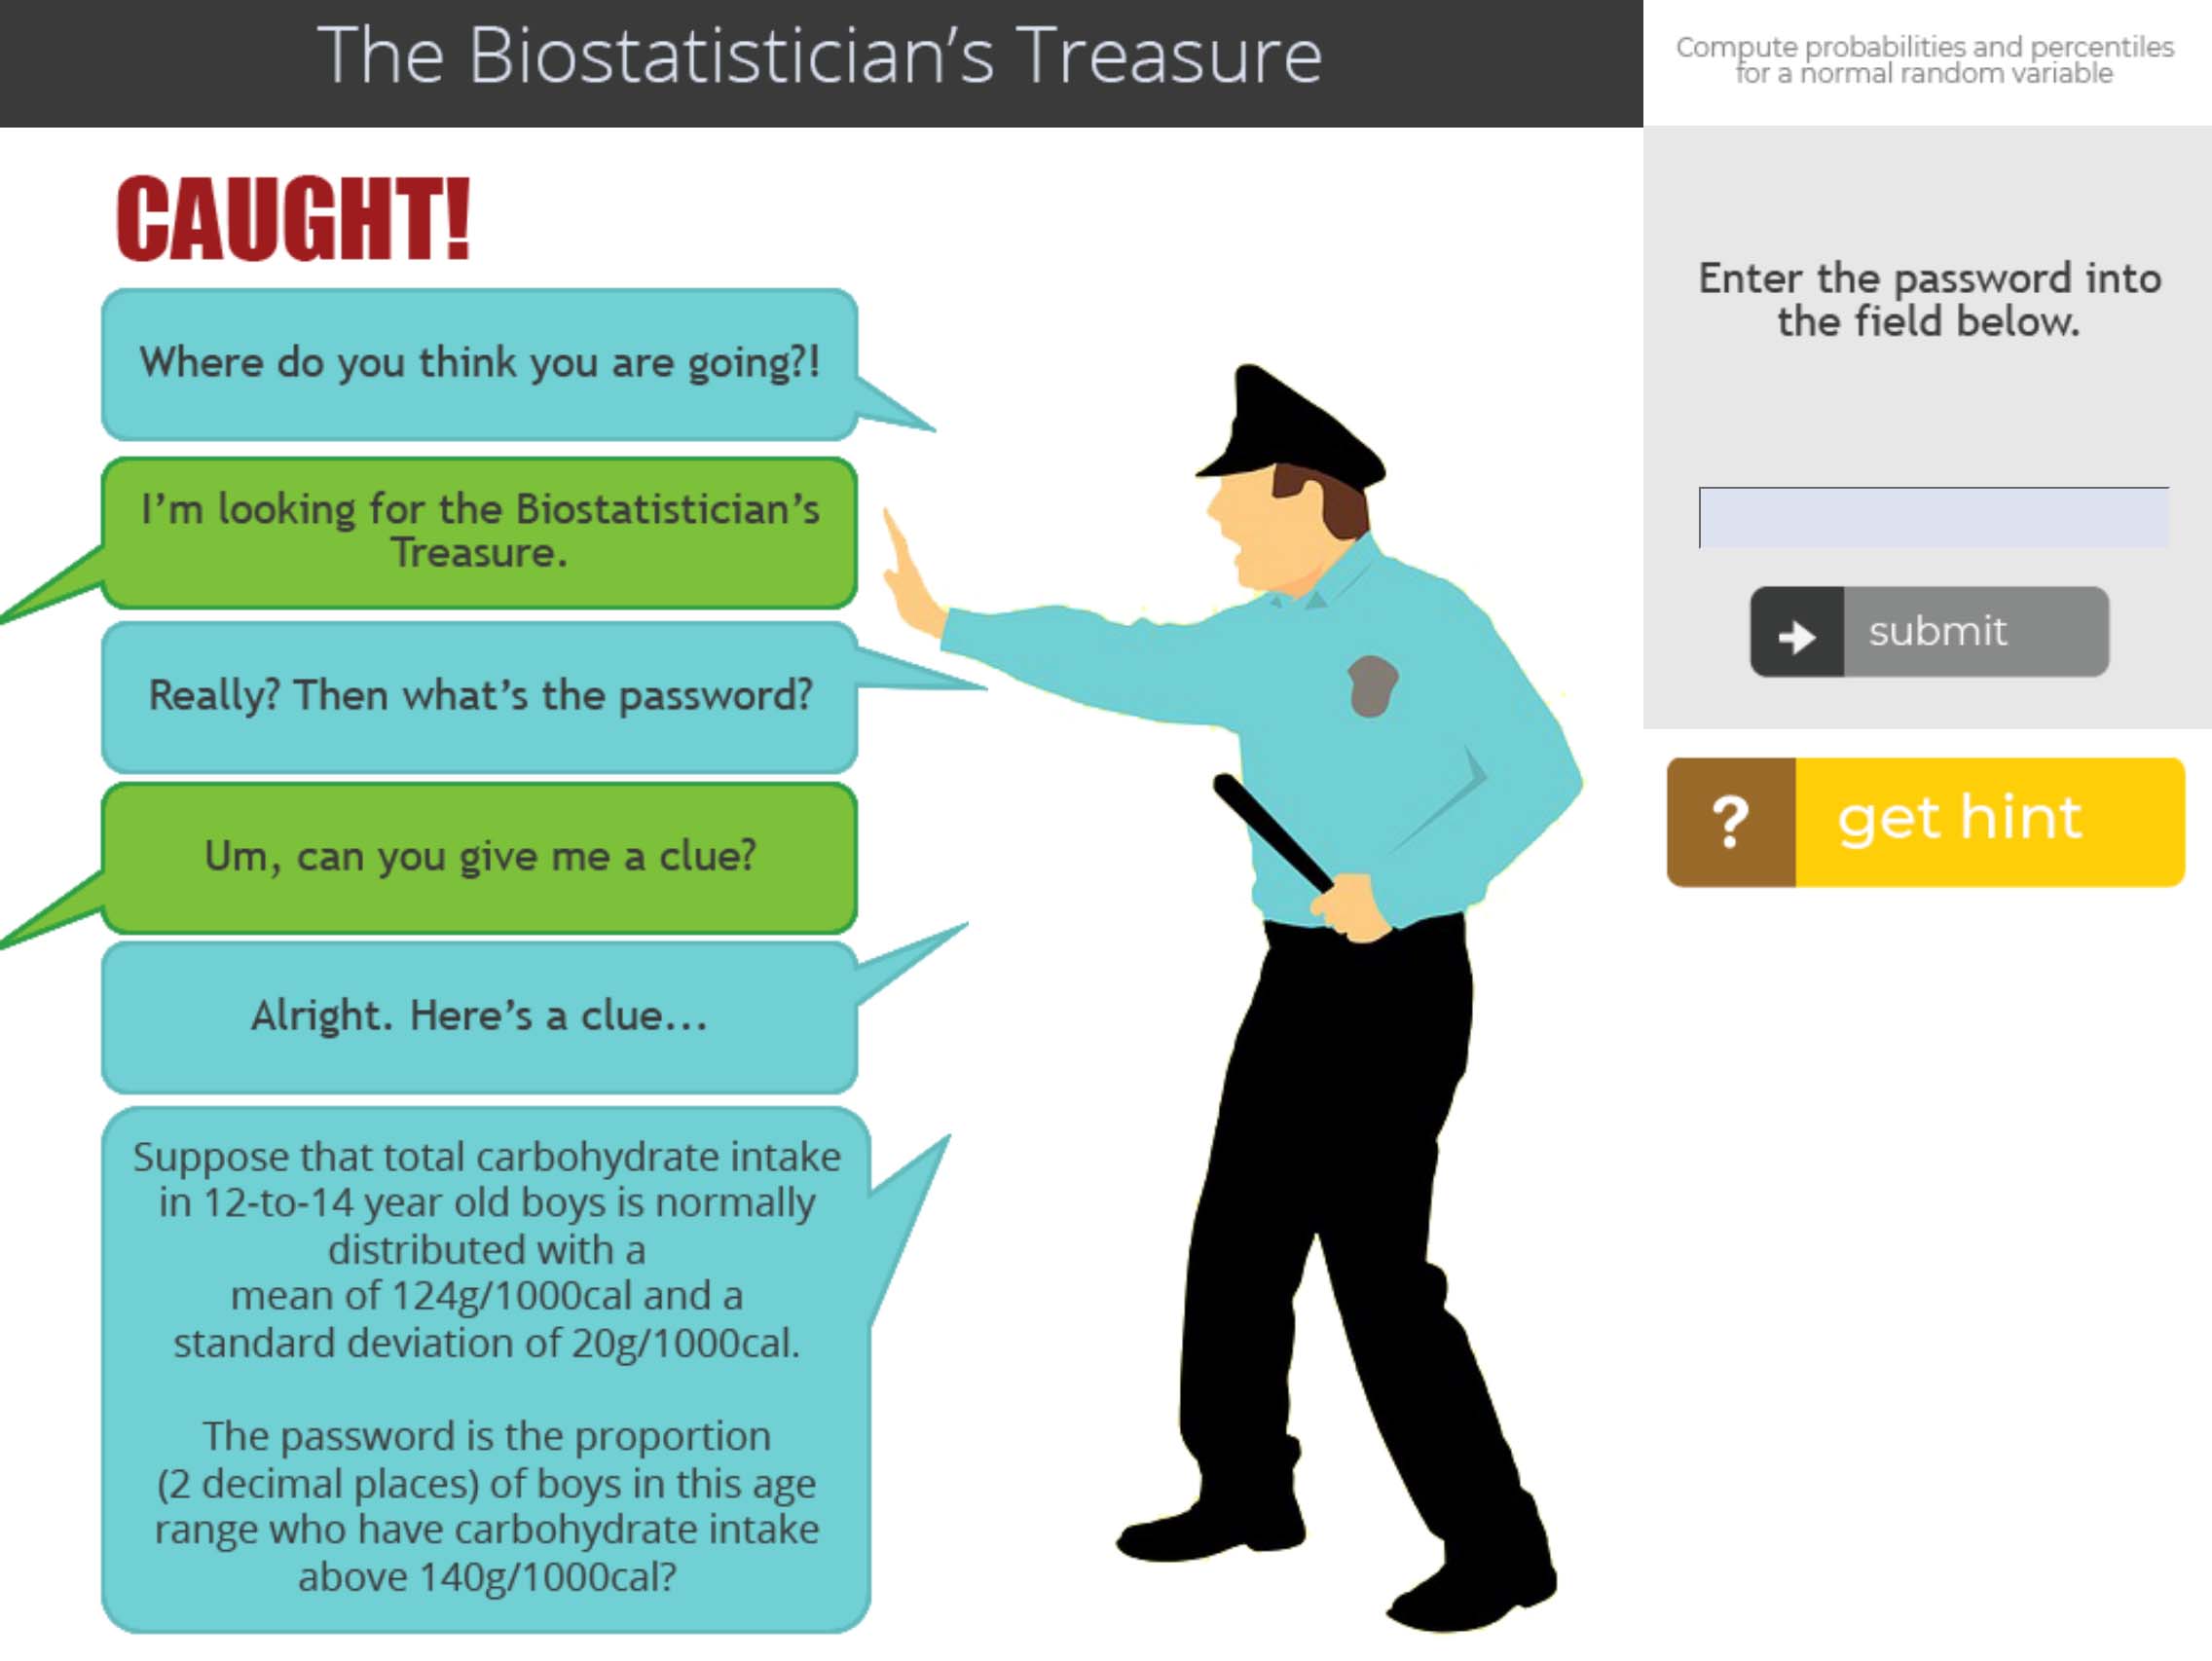 The Biostatistician's Treasure
Compute probabilities and percentiles
for a normal random variable
CAUGHT!
Where do you think you are going?!
I'm looking for the Biostatistician's
Treasure.
Really? Then what's the password?
Um, can you give me a clue?
Alright. Here's a clue...
Suppose that total carbohydrate intake
in 12-to-14 year old boys is normally
distributed with a
mean of 124g/1000cal and a
standard deviation of 20g/1000cal.
The password is the proportion
(2 decimal places) of boys in this age
range who have carbohydrate intake
above 140g/1000cal?
Enter the password into
the field below.
submit
? get hint